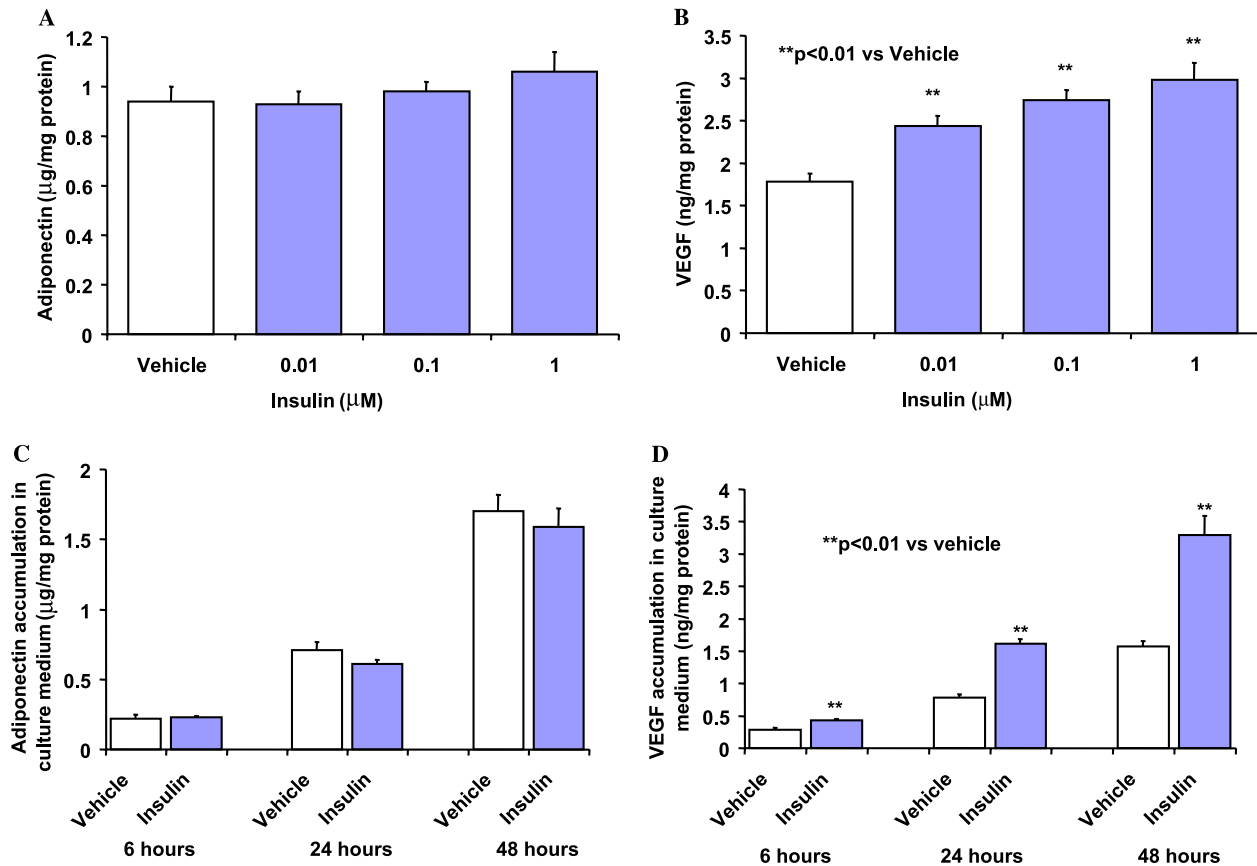 A
Adiponectin (μg/mg protein)
1.2
1
0.8
0.6
0.4
0.2
0
Vehicle 0.01 0.1 1
Insulin (μM)
B
VEGF (ng/mg protein)
3.5
3
2.5
2
1.5
1
0.5
0
**p<0.01 vs Vehicle
** ** **
Vehicle 0.01 0.1 1
Insulin (μM)
C
Adiponectin accumulation in
culture medium (μg/mg protein)
2
1.5
1
0.5
0
Vehicle Insulin Vehicle Insulin Vehicle Insulin
6 hours 24 hours 48 hours
D
VEGF accumulation in culture
medium (ng/mg protein)
4
3.5
3
2.5
2
1.5
1
0.5
0
**p<0.01 vs vehicle
** ** **
Vehicle Insulin Vehicle Insulin Vehicle Insulin
6 hours 24 hours 48 hours